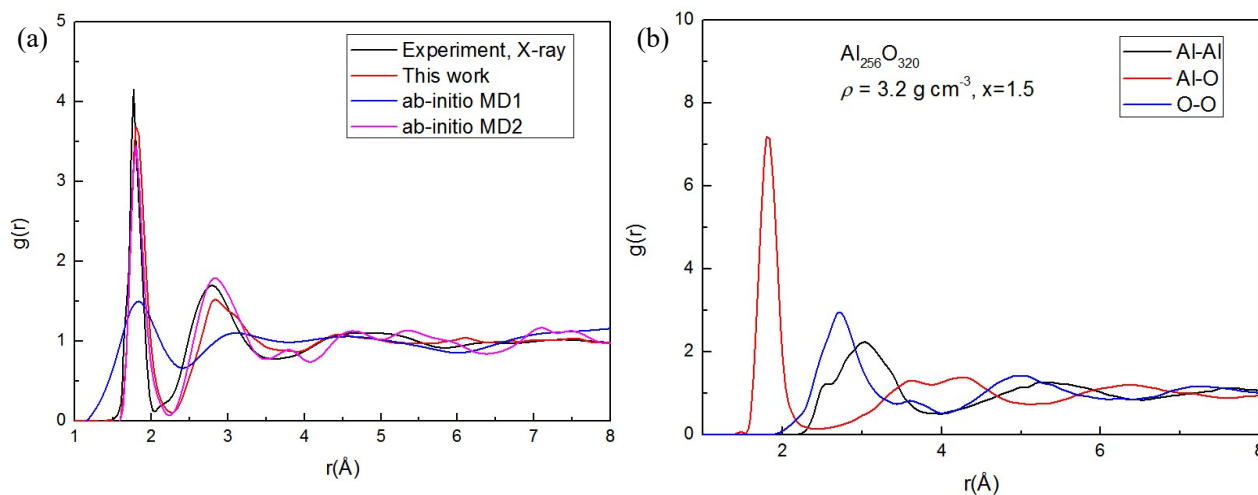 (a)
5
4
3
2
1
0
g(r)
Experiment, X-ray
This work
ab-initio MD1
ab-initio MD2
1 2 3 4 5 6 7 8
r(Å)
(b)
10
8
6
4
2
0
g(r)
Al256O320
ρ = 3.2 g cm-3, x=1.5
Al-Al
Al-O
O-O
2 4 6 8
r(Å)